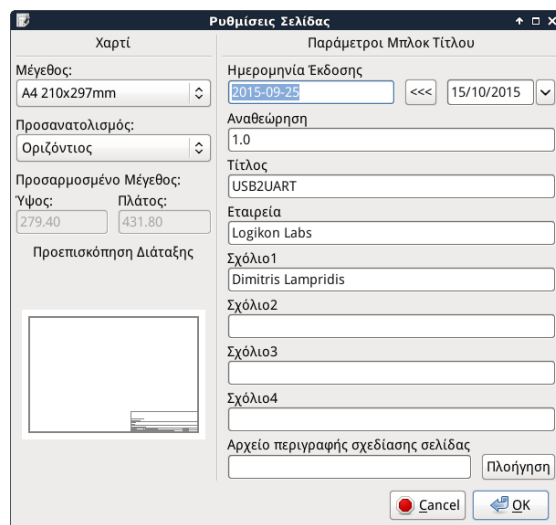 Ρυθμίσεις Σελίδας
Χαρτί
Μέγεθος:
A4 210x297mm
Προσανατολισμός:
Οριζόντιος
Προσαρμοσμένο Μέγεθος:
Ύψος: Πλάτος:
279.40 431.80
Προεπισκόπηση Διάταξης
Παράμετροι Μπλοκ Τίτλου
Ημερομηνία Έκδοσης
2015-09-25 <<< 15/10/2015
Αναθεώρηση
1.0
Τίτλος
USB2UART
Εταιρεία
Logikon Labs
Σχόλιο1
Dimitris Lampridis
Σχόλιο2
Σχόλιο3
Σχόλιο4
Αρχείο περιγραφής σχεδίασης σελίδας
Πλοήγηση
Cancel OK